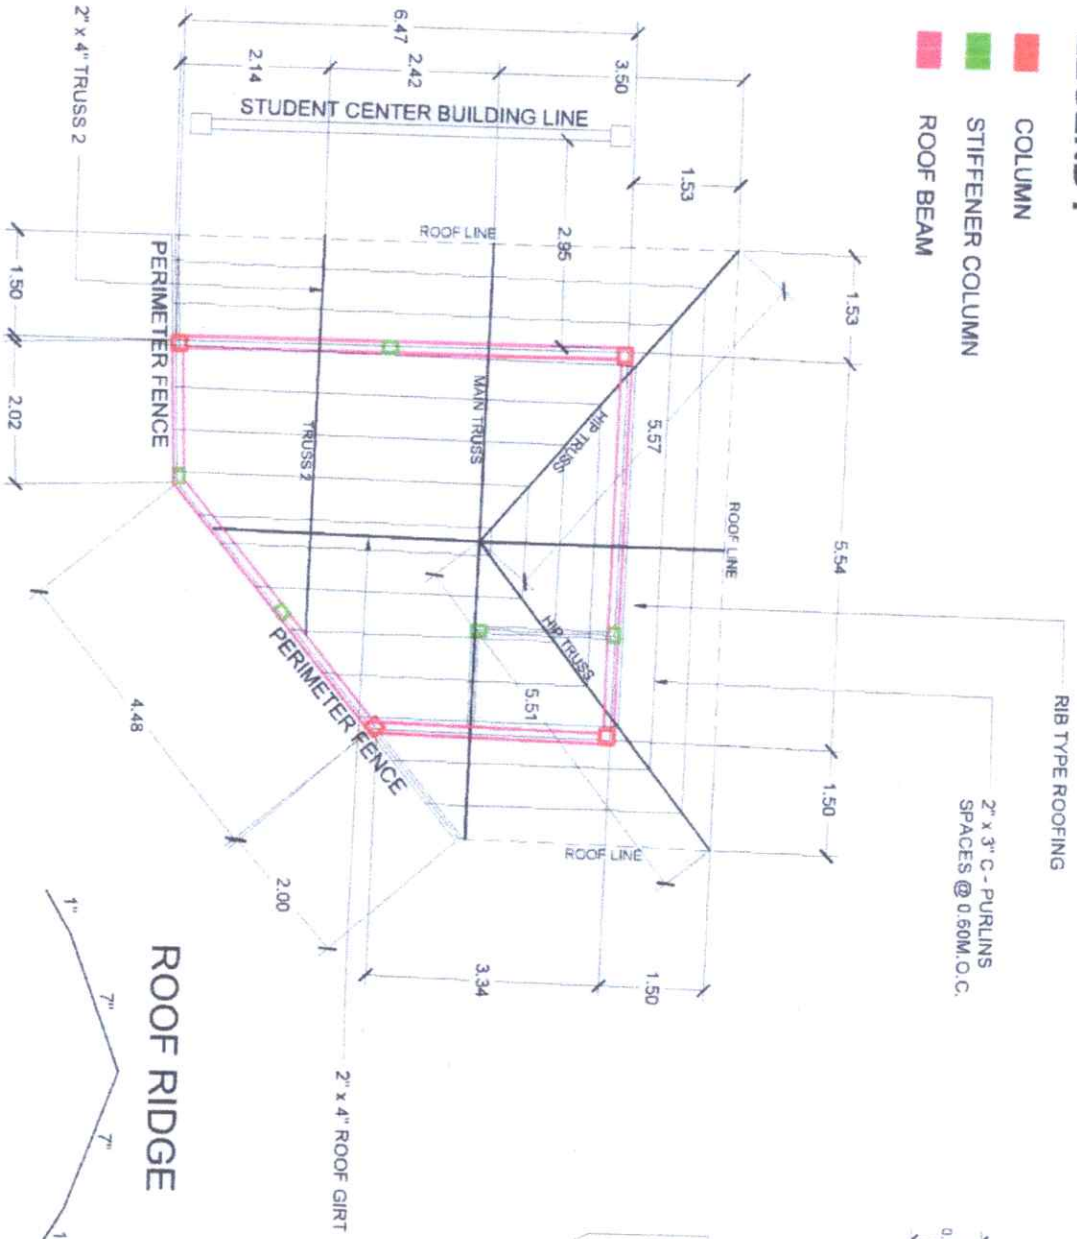 COLUMN
STIFFENER COLUMN
ROOF BEAM
RIB TYPE ROOFING
2" x 3" C - PURLINS
SPACES @ 0.60M.O.C.
1.53
5.54
1.50
ROOF LINE
5.57
3.50
1.53
6.47
2.42
2.14
STUDENT CENTER BUILDING LINE
2.95
ROOF LINE
HIP TRUSS
HIP TRUSS
5.51
ROOF LINE
1.50
3.34
MAIN TRUSS
TRUSS 2
2" x 4" ROOF GIRT
2" x 4" TRUSS 2
PERIMETER FENCE
PERIMETER FENCE
2.00
4.48
1.50
2.02
ROOF RIDGE
1"
7"
7"